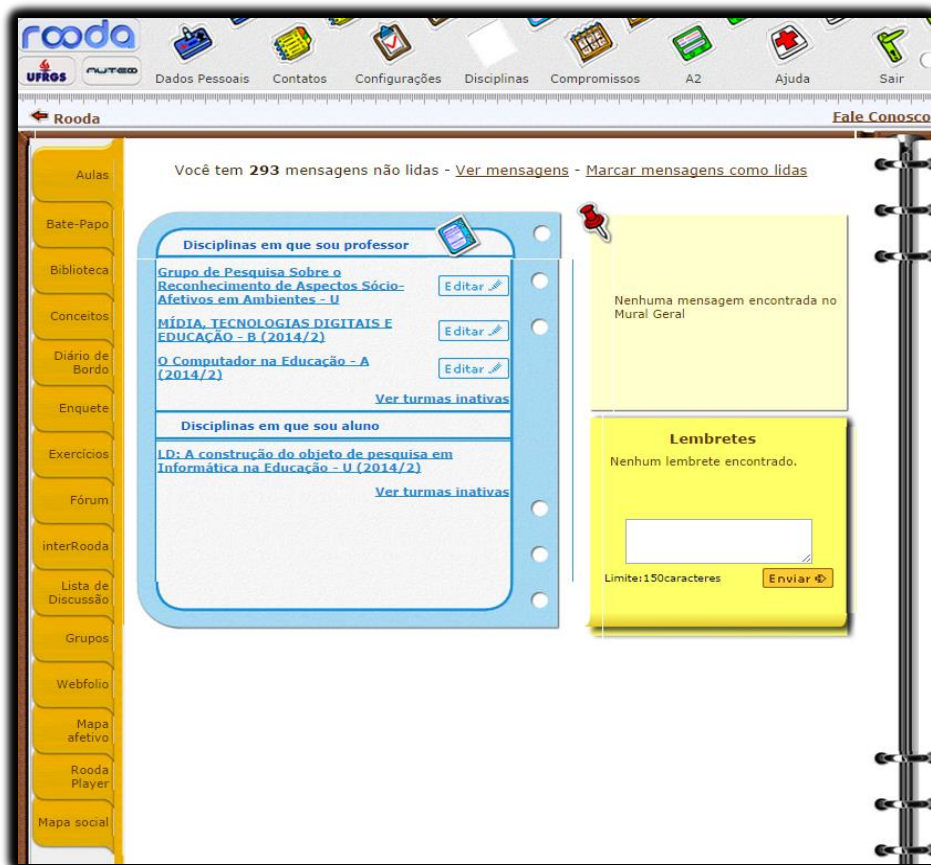 rooda
UFRGS nuted
Dados Pessoais Contatos Configurações Disciplinas Compromissos A2 Ajuda Sair
Rooda Fale Conosco
Você tem 293 mensagens não lidas - Ver mensagens - Marcar mensagens como lidas
Aulas
Bate-Papo
Biblioteca
Conceitos
Diário de
Bordo
Enquete
Exercícios
Fórum
interRooda
Lista de
Discussão
Grupos
Webfolio
Mapa
afetivo
Rooda
Player
Mapa social
Disciplinas em que sou professor
Grupo de Pesquisa Sobre o
Reconhecimento de Aspectos Sócio-
Afetivos em Ambientes - U
Editar
MÍDIA, TECNOLOGIAS DIGITAIS E
EDUCAÇÃO - B (2014/2)
Editar
O Computador na Educação - A
(2014/2)
Editar
Ver turmas inativas
Disciplinas em que sou aluno
LD: A construção do objeto de pesquisa em
Informática na Educação - U (2014/2)
Ver turmas inativas
Nenhuma mensagem encontrada no
Mural Geral
Lembretes
Nenhum lembrete encontrado.
Limite:150caracteres Enviar